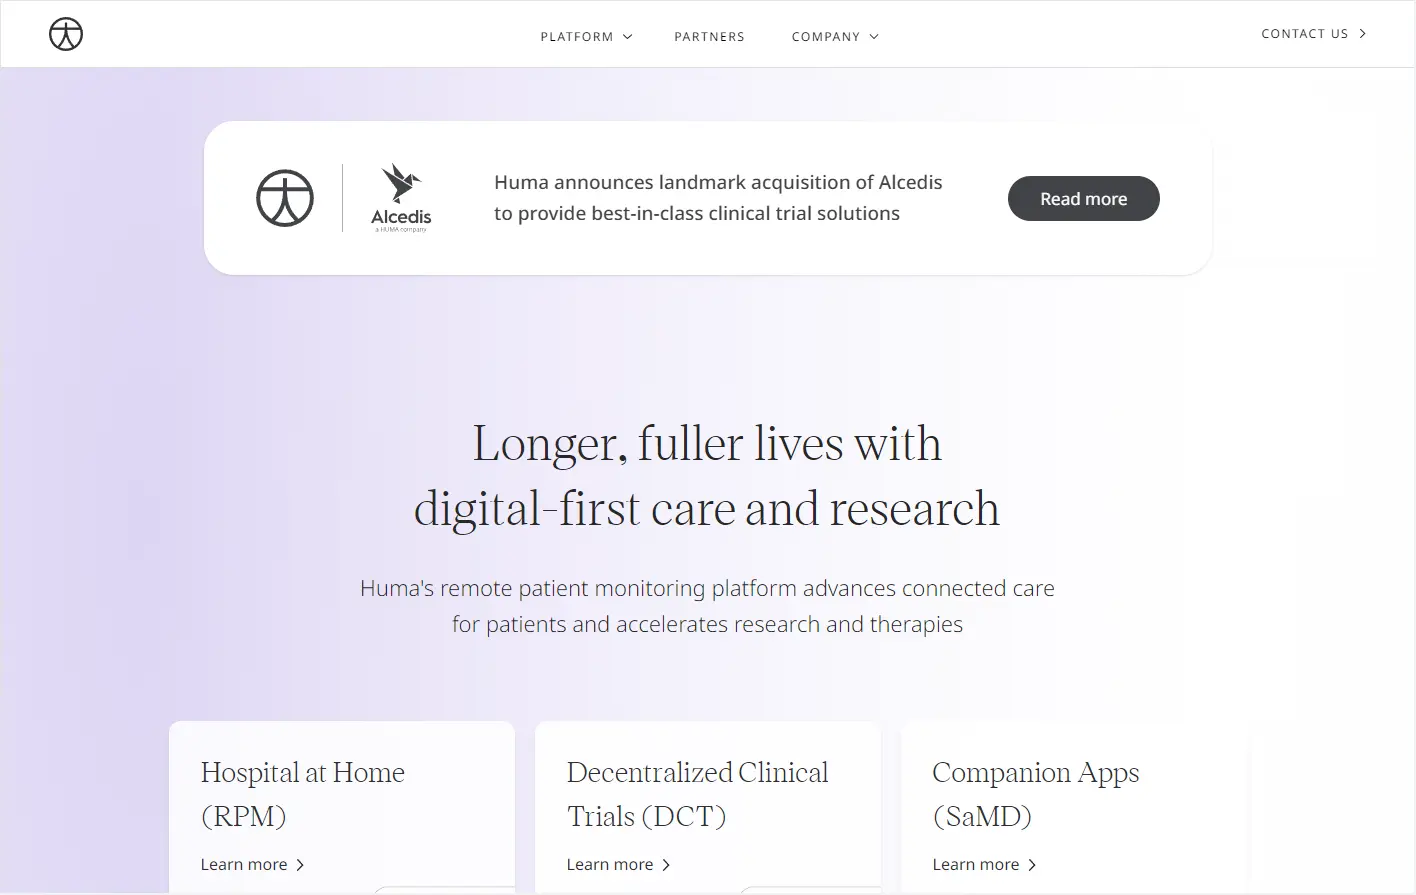 PLATFORM
PARTNERS
COMPANY
CONTACT US
Alcedis
a HUMA company
Huma announces landmark acquisition of Alcedis
to provide best-in-class clinical trial solutions
Read more
Longer, fuller lives with
digital-first care and research
Huma's remote patient monitoring platform advances connected care
for patients and accelerates research and therapies
Hospital at Home
(RPM)
Learn more
Decentralized Clinical
Trials (DCT)
Learn more
Companion Apps
(SaMD)
Learn more